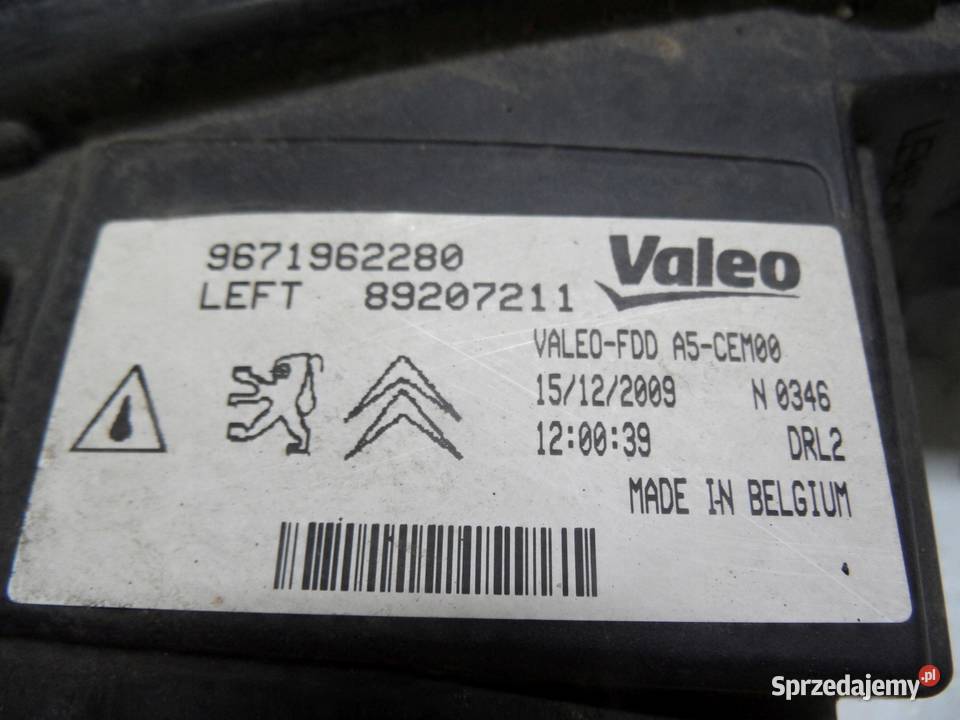 9671962280
LEFT 89207211
Valeo
VALEO-FDD A5-CEM00
15/12/2009 N 0346
12:00:39 DRL2
MADE IN BELGIUM
Sprzedajemy.pl